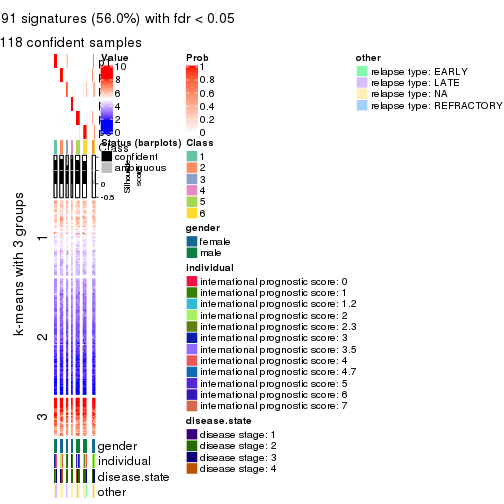 91 signatures (56.0%) with fdr < 0.05
118 confident samples
Value
10
8
6
4
2
0
Prob
1
0.8
0.6
0.4
0.2
0
other
relapse type: EARLY
relapse type: LATE
relapse type: NA
relapse type: REFRACTORY
Status (barplots)
confident
ambiguous
Class
Class
1
2
3
4
5
6
0
-0.5
Silhouette
score
k-means with 3 groups
1
2
3
gender
female
male
individual
international prognostic score: 0
international prognostic score: 1
international prognostic score: 1.2
international prognostic score: 2
international prognostic score: 2.3
international prognostic score: 3
international prognostic score: 3.5
international prognostic score: 4
international prognostic score: 4.7
international prognostic score: 5
international prognostic score: 6
international prognostic score: 7
disease.state
disease stage: 1
disease stage: 2
disease stage: 3
disease stage: 4
gender
individual
disease.state
other